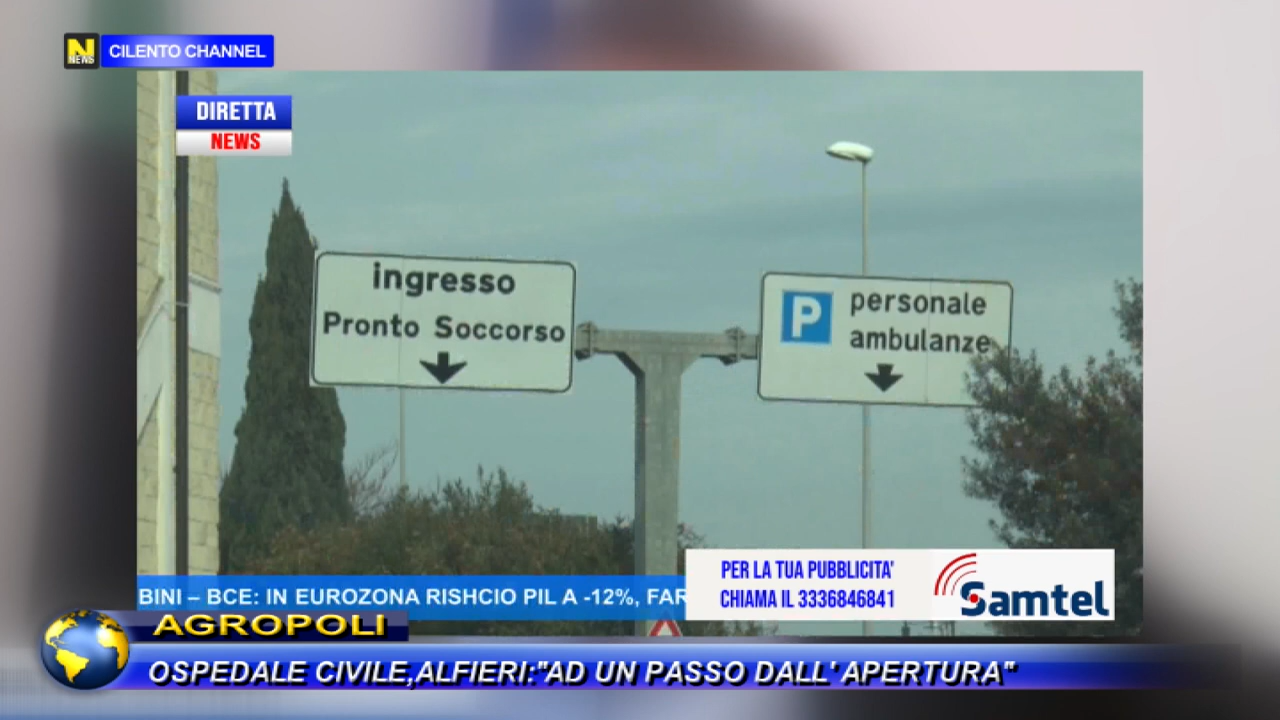 N NEWS CILENTO CHANNEL
DIRETTA
NEWS
ingresso
Pronto Soccorso
P personale
ambulanze
BINI – BCE: IN EUROZONA RISHCIO PIL A -12%, FAR
PER LA TUA PUBBLICITA'
CHIAMA IL 3336846841
Samtel
AGROPOLI
OSPEDALE CIVILE,ALFIERI:"AD UN PASSO DALL' APERTURA"